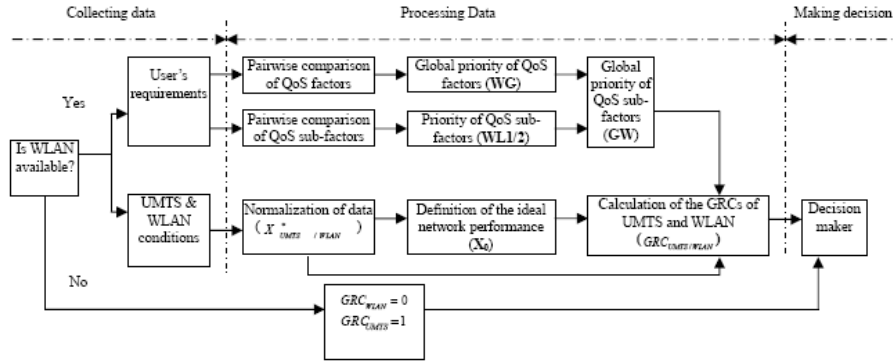 Collecting data
Processing Data
Making decision
User's
requirements
Pairwise comparison
of QoS factors
Global priority of QoS
factors (WG)
Global
priority of
QoS sub-
factors
(GW)
Yes
Pairwise comparison
of QoS sub-factors
Priority of QoS sub-
factors (WL1/2)
Is WLAN
available?
UMTS &
WLAN
conditions
Normalization of data
( X*UMTS / WLAN )
Definition of the ideal
network performance
(X0)
Calculation of the GRCs of
UMTS and WLAN
(GRCUMTS/WLAN)
Decision
maker
No
GRCWLAN = 0
GRCUMTS =1